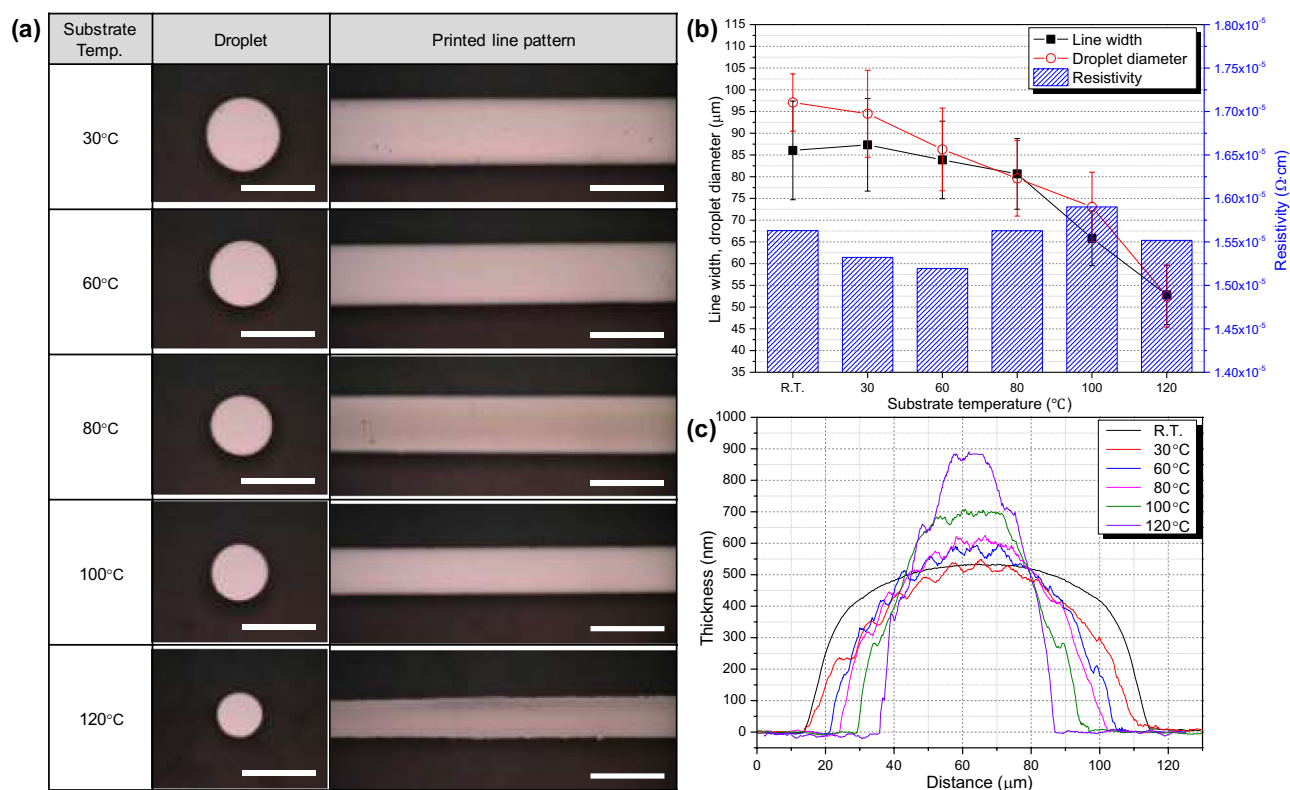 (a)
Substrate
Temp.
Droplet
Printed line pattern
30°C
60°C
80°C
100°C
120°C
(b)
Line width
Droplet diameter
Resistivity
Line width, droplet diameter (μm)
115
110
105
100
95
90
85
80
75
70
65
60
55
50
45
40
35
R.T.
30
60
80
100
120
Substrate temperature (℃)
1.80x10⁻⁵
1.75x10⁻⁵
1.70x10⁻⁵
1.65x10⁻⁵
1.60x10⁻⁵
1.55x10⁻⁵
1.50x10⁻⁵
1.45x10⁻⁵
1.40x10⁻⁵
Resistivity (Ω·cm)
(c)
R.T.
30°C
60°C
80°C
100°C
120°C
Thickness (nm)
1000
900
800
700
600
500
400
300
200
100
0
0
20
40
60
80
100
120
Distance (μm)